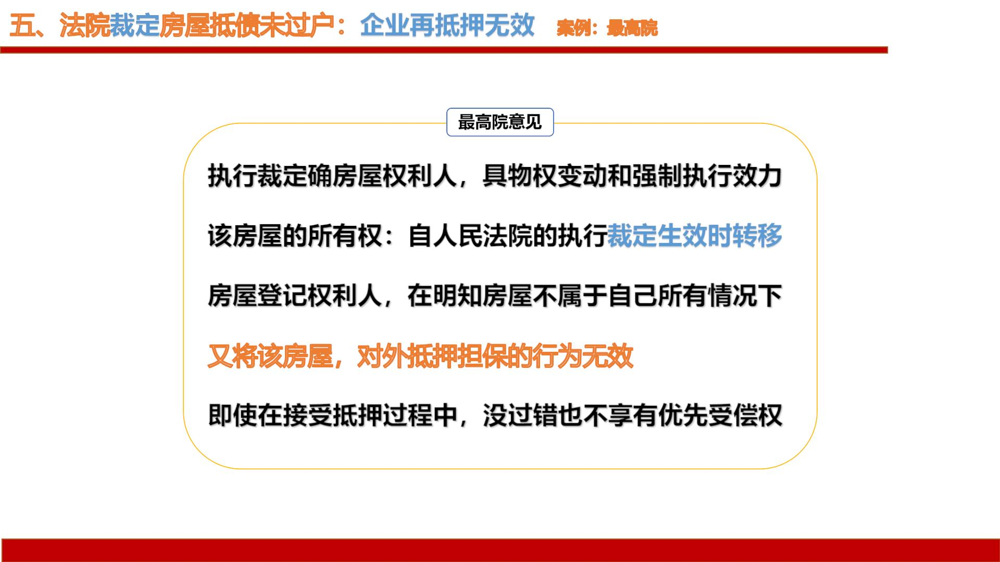 五、法院裁定房屋抵债未过户：企业再抵押无效 案例：最高院
最高院意见
执行裁定确房屋权利人，具物权变动和强制执行效力
该房屋的所有权：自人民法院的执行裁定生效时转移
房屋登记权利人，在明知房屋不属于自己所有情况下
又将该房屋，对外抵押担保的行为无效
即使在接受抵押过程中，没过错也不享有优先受偿权